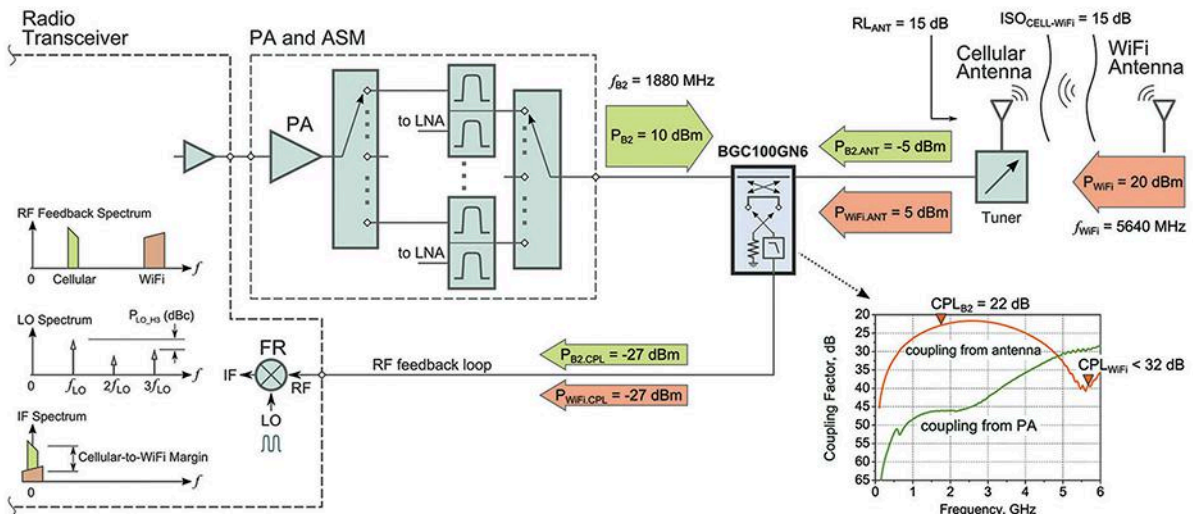 Radio
Transceiver
PA and ASM
PA
to LNA
to LNA
f_B2 = 1880 MHz
P_B2 = 10 dBm
BGC100GN6
RL_ANT = 15 dB
ISO_CELL-WiFi = 15 dB
Cellular
Antenna
WiFi
Antenna
P_B2.ANT = -5 dBm
P_WiFi.ANT = 5 dBm
Tuner
P_WiFi = 20 dBm
f_WiFi = 5640 MHz
RF Feedback Spectrum
0
Cellular
WiFi
f
LO Spectrum
P_LO_H3 (dBc)
0
f_LO
2f_LO
3f_LO
f
IF Spectrum
Cellular-to-WiFi Margin
0
f
FR
IF
RF
LO
RF feedback loop
P_B2.CPL = -27 dBm
P_WiFi.CPL = -27 dBm
CPL_B2 = 22 dB
coupling from antenna
CPL_WiFi < 32 dB
coupling from PA
Coupling Factor, dB
20
25
30
35
40
45
50
55
60
65
0 1 2 3 4 5 6
Frequency, GHz